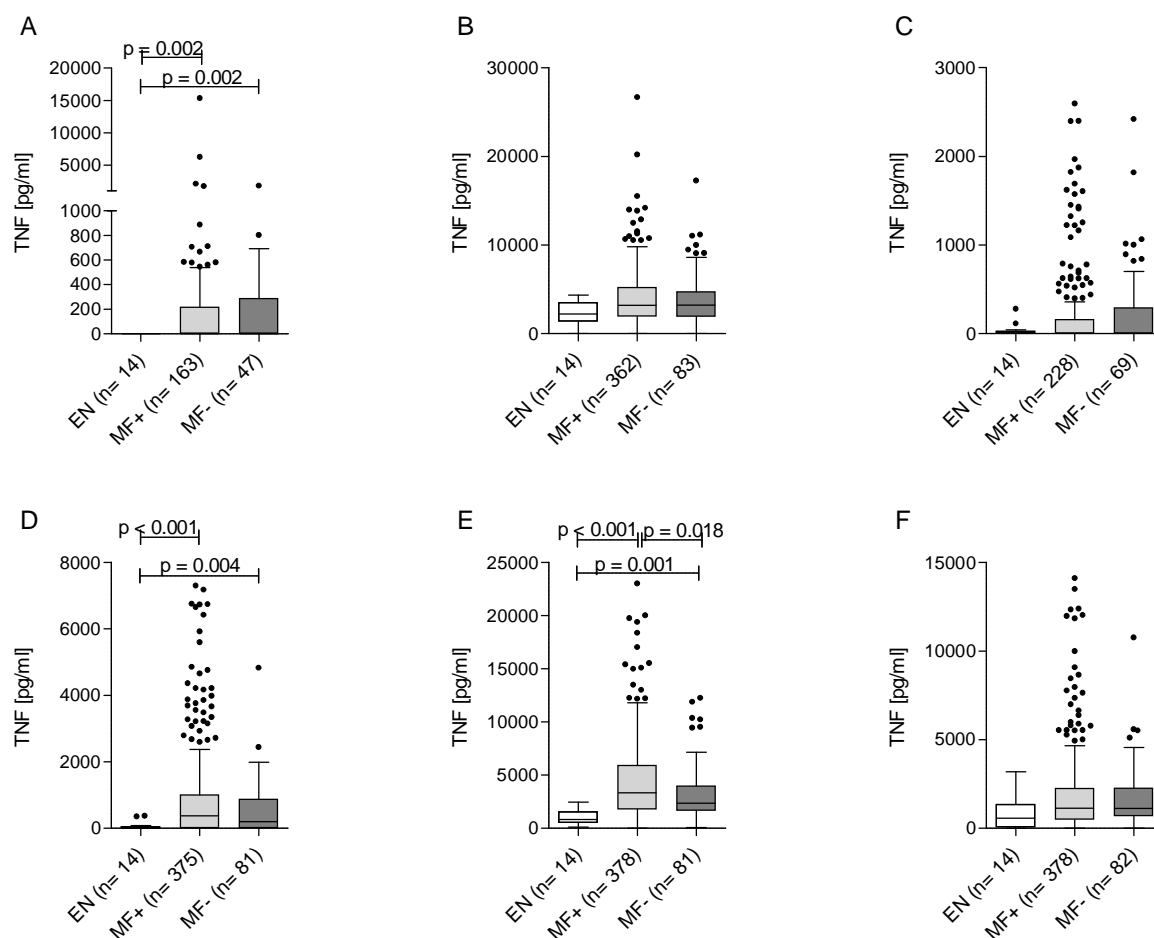 A
p = 0.002
p = 0.002
20000
15000
10000
5000
1000
800
600
400
200
0
TNF [pg/ml]
EN (n= 14)
MF+ (n= 163)
MF- (n= 47)
B
30000
20000
10000
0
TNF [pg/ml]
EN (n= 14)
MF+ (n= 362)
MF- (n= 83)
C
3000
2000
1000
0
TNF [pg/ml]
EN (n= 14)
MF+ (n= 228)
MF- (n= 69)
D
p < 0.001
p = 0.004
8000
6000
4000
2000
0
TNF [pg/ml]
EN (n= 14)
MF+ (n= 375)
MF- (n= 81)
E
p < 0.001 p = 0.018
p = 0.001
25000
20000
15000
10000
5000
0
TNF [pg/ml]
EN (n= 14)
MF+ (n= 378)
MF- (n= 81)
F
15000
10000
5000
0
TNF [pg/ml]
EN (n= 14)
MF+ (n= 378)
MF- (n= 82)